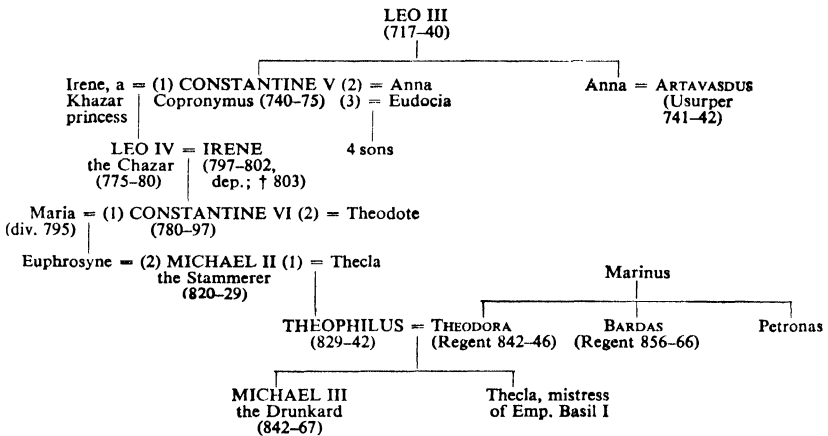 LEO III
(717–40)
Irene, a = (1) CONSTANTINE V (2) = Anna
Khazar Copronymus (740–75) (3) = Eudocia
princess
Anna = ARTAVASDUS
(Usurper
741–42)
LEO IV = IRENE
the Chazar (797–802,
(775–80) dep.; † 803)
4 sons
Maria = (1) CONSTANTINE VI (2) = Theodote
(div. 795) (780–97)
Euphrosyne = (2) MICHAEL II (1) = Thecla
the Stammerer
(820–29)
Marinus
THEOPHILUS = THEODORA BARDAS Petronas
(829–42) (Regent 842–46) (Regent 856–66)
MICHAEL III Thecla, mistress
the Drunkard of Emp. Basil I
(842–67)